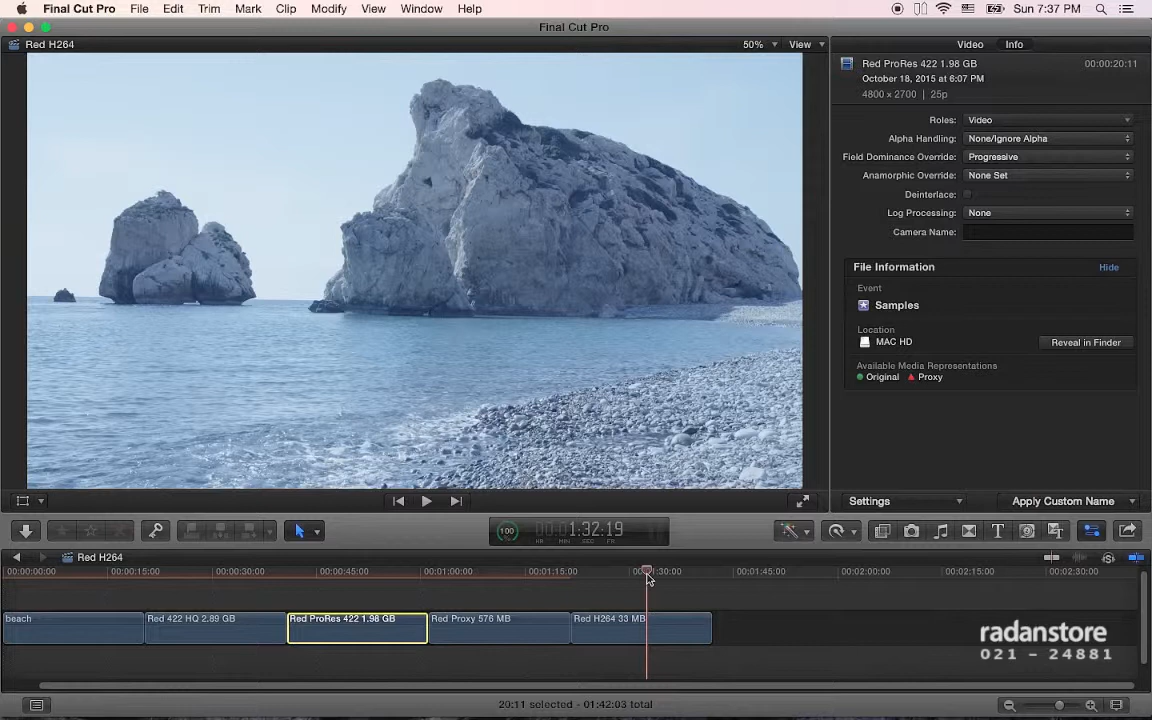 Final Cut Pro File Edit Trim Mark Clip Modify View Window Help Sun 7:37 PM
Final Cut Pro
Red H264 50% View Video Info
Red ProRes 422 1.98 GB 00:00:20:11
October 18, 2015 at 6:07 PM
4800 × 2700 | 25p
Roles: Video
Alpha Handling: None/Ignore Alpha
Field Dominance Override: Progressive
Anamorphic Override: None Set
Deinterlace:
Log Processing: None
Camera Name:
File Information Hide
Event
Samples
Location
MAC HD Reveal in Finder
Available Media Representations
Original Proxy
Settings Apply Custom Name
100 00:01:32:19
HR MIN SEC FR
Red H264
00:00:00:00 00:00:15:00 00:00:30:00 00:00:45:00 00:01:00:00 00:01:15:00 00:01:30:00 00:01:45:00 00:02:00:00 00:02:15:00 00:02:30:00
beach Red 422 HQ 2.89 GB Red ProRes 422 1.98 GB Red Proxy 576 MB Red H264 33 MB
radanstore
021 - 24881
20:11 selected - 01:42:03 total